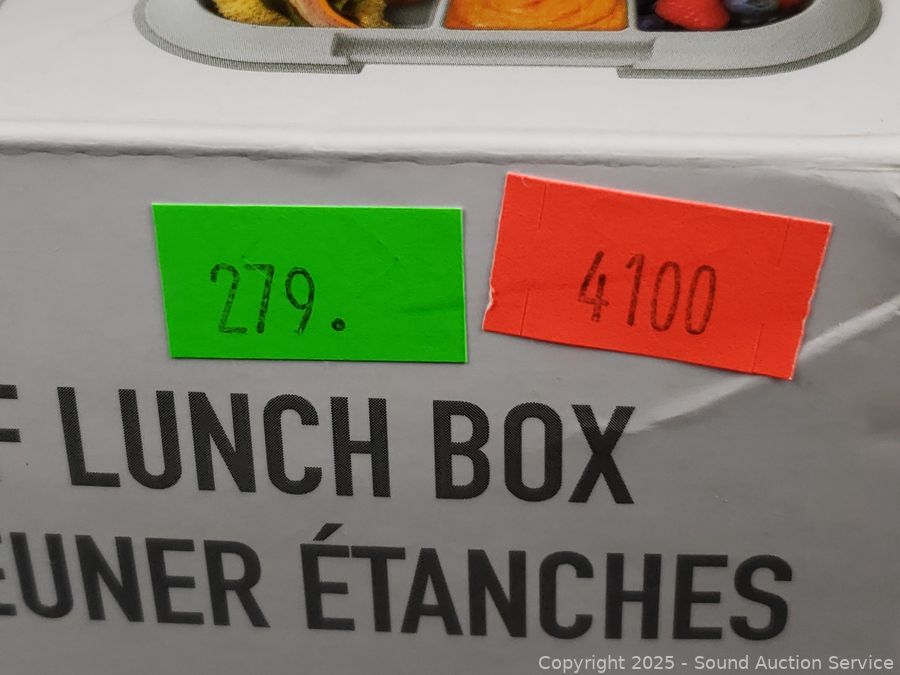 279.
4100
F LUNCH BOX
EUNER ÉTANCHES
Copyright 2025 - Sound Auction Service